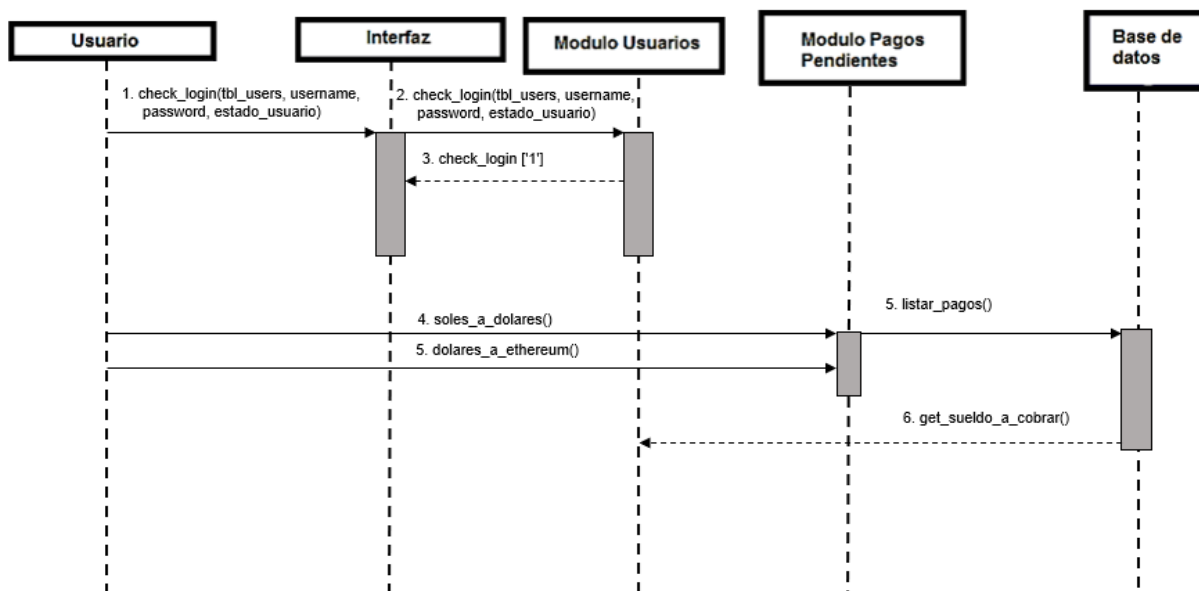 Usuario
Interfaz
Modulo Usuarios
Modulo Pagos
Pendientes
Base de
datos
1. check_login(tbl_users, username,
password, estado_usuario)
2. check_login(tbl_users, username,
password, estado_usuario)
3. check_login ['1']
4. soles_a_dolares()
5. listar_pagos()
5. dolares_a_ethereum()
6. get_sueldo_a_cobrar()